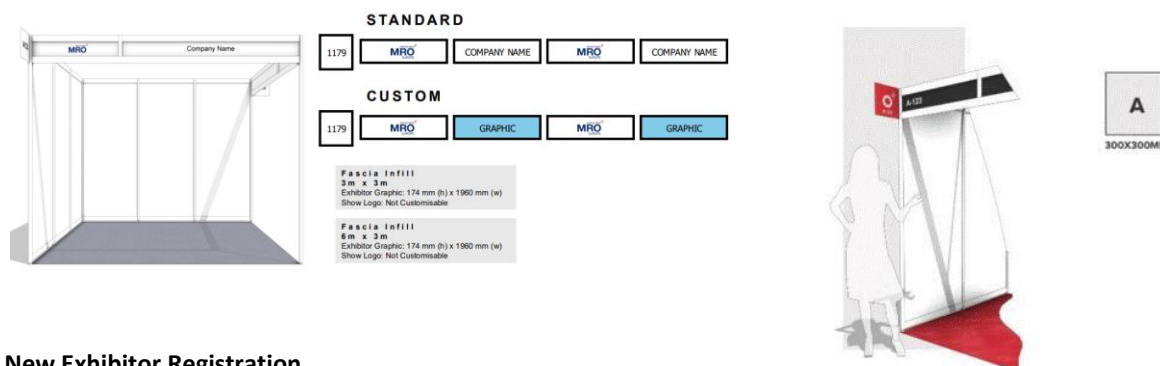 STANDARD
MRO
Company Name
1179
MRO
COMPANY NAME
MRO
COMPANY NAME
CUSTOM
1179
MRO
GRAPHIC
MRO
GRAPHIC
Fascia Infill
3m x 3m
Exhibitor Graphic: 174 mm (h) x 1960 mm (w)
Show Logo: Not Customisable
Fascia Infill
6m x 3m
Exhibitor Graphic: 174 mm (h) x 1960 mm (w)
Show Logo: Not Customisable
A-123
A
New Exhibitor Registration